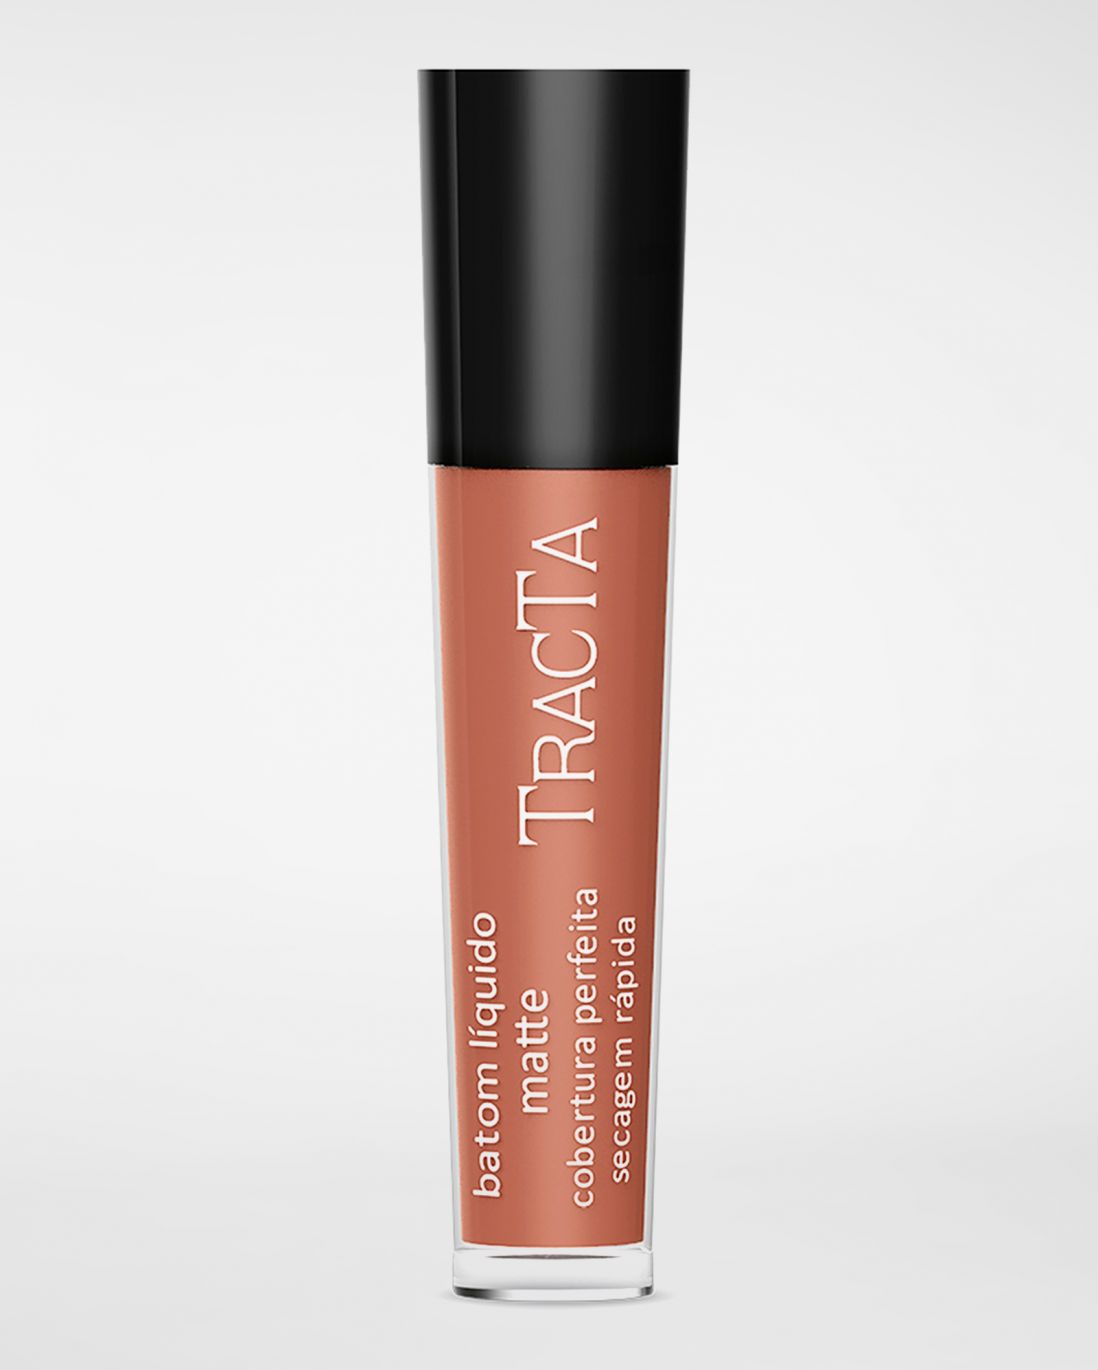 TRACTA
batom líquido
matte
cobertura perfeita
secagem rápida